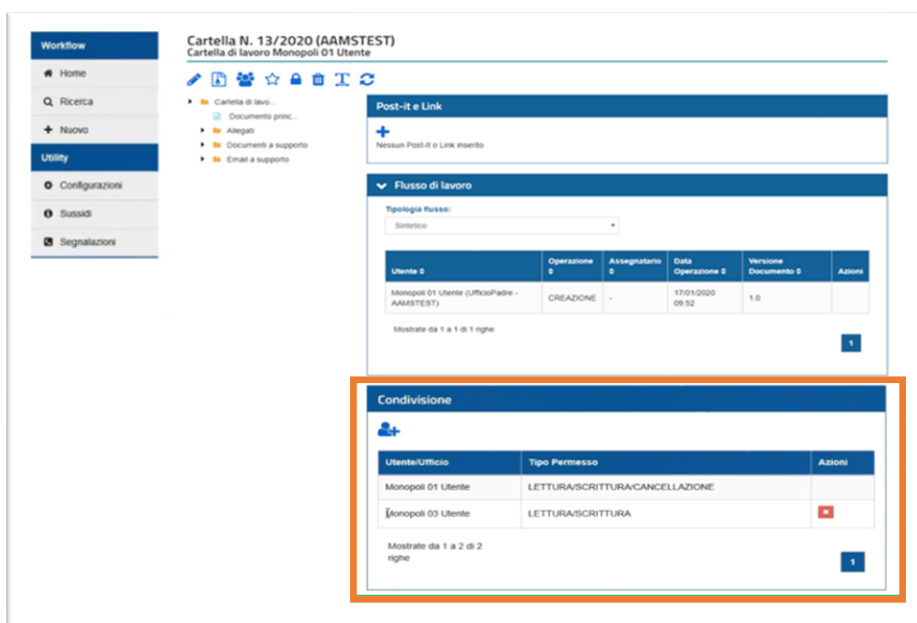 Cartella N. 13/2020 (AAMSTEST)
Cartella di lavoro Monopoli 01 Utente
Workflow
Home
Ricerca
Nuovo
Utility
Configurazioni
Sussidi
Segnalazioni
Cartella di lavo...
Documento princ...
Allegati
Documenti a supporto
Email a supporto
Post-it e Link
Nessun Post-it o Link inserito
Flusso di lavoro
Tipologia flusso:
Sintetico
Utente Operazione Assegnatario Data Operazione Versione Documento Azioni
Monopoli 01 Utente (UfficioPadre - AAMSTEST) CREAZIONE - 17/01/2020 09:52 1.0
Mostrate da 1 a 1 di 1 righe
1
Condivisione
Utente/Ufficio Tipo Permesso Azioni
Monopoli 01 Utente LETTURA/SCRITTURA/CANCELLAZIONE
Monopoli 03 Utente LETTURA/SCRITTURA
Mostrate da 1 a 2 di 2
righe
1